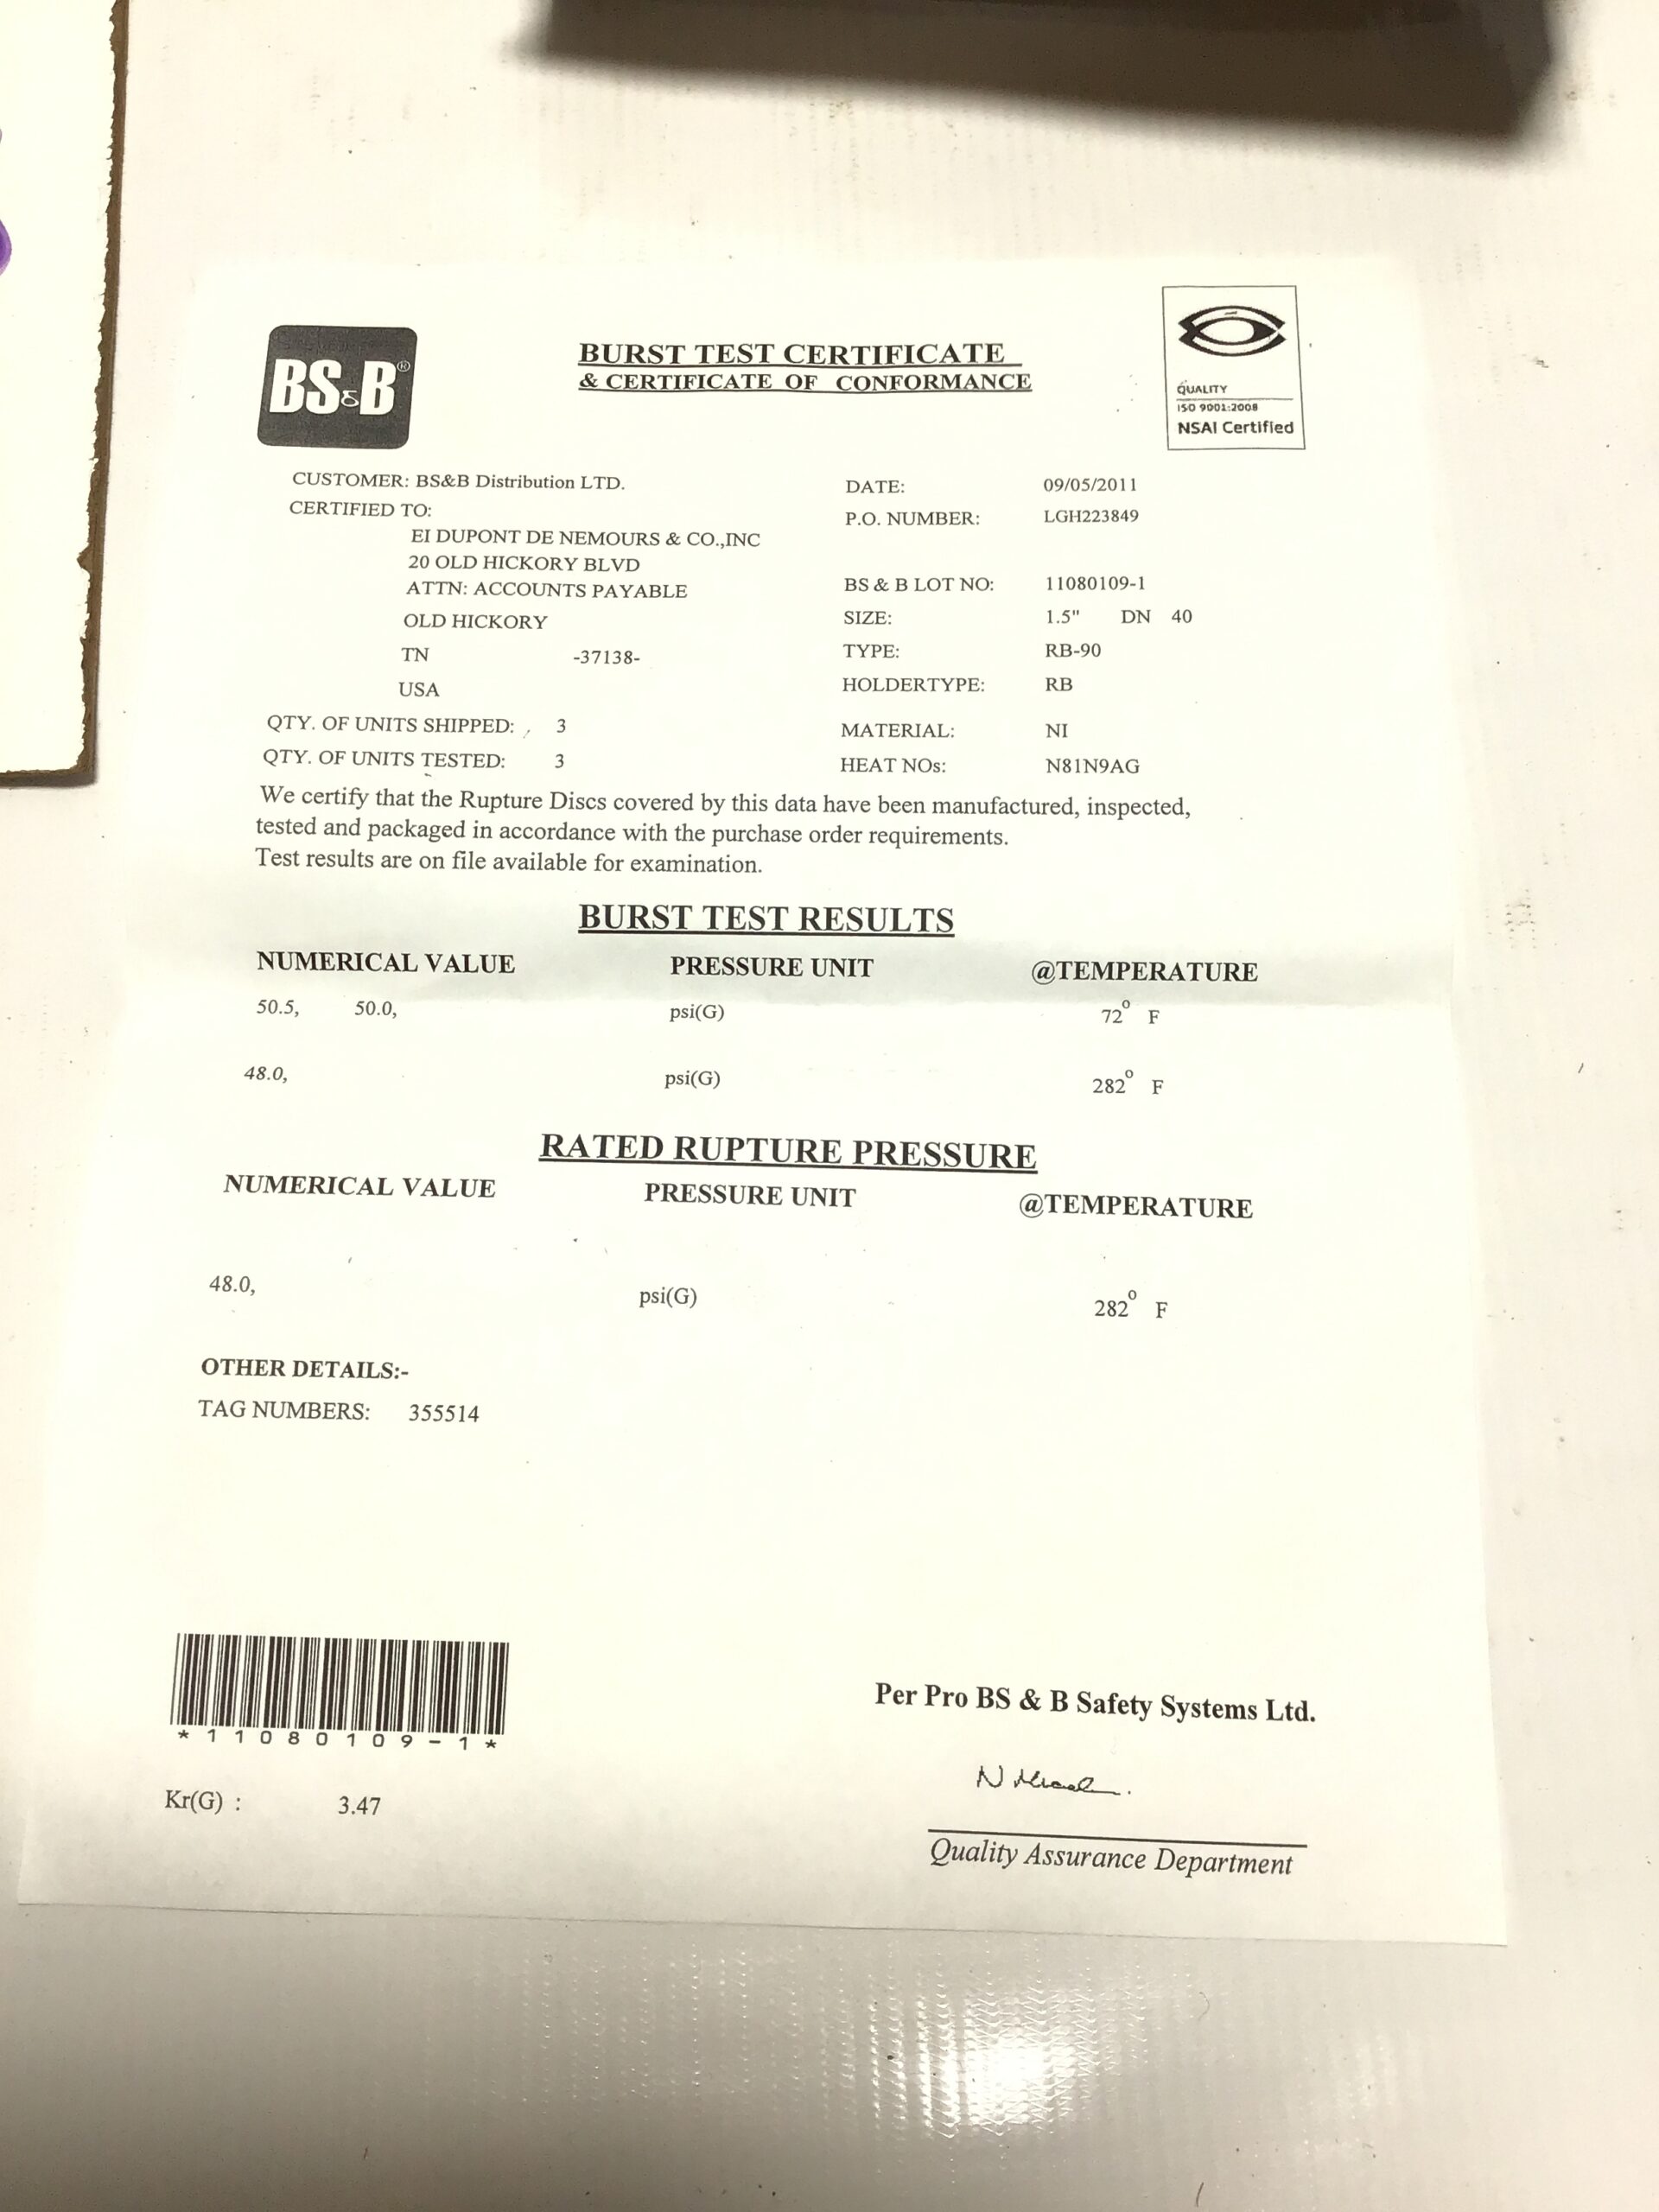 BS&B®
BURST TEST CERTIFICATE
& CERTIFICATE OF CONFORMANCE
QUALITY
ISO 9001:2008
NSAI Certified
CUSTOMER: BS&B Distribution LTD.
CERTIFIED TO:
EI DUPONT DE NEMOURS & CO.,INC
20 OLD HICKORY BLVD
ATTN: ACCOUNTS PAYABLE
OLD HICKORY
TN -37138-
USA
QTY. OF UNITS SHIPPED: 3
QTY. OF UNITS TESTED: 3
DATE: 09/05/2011
P.O. NUMBER: LGH223849
BS & B LOT NO: 11080109-1
SIZE: 1.5" DN 40
TYPE: RB-90
HOLDERTYPE: RB
MATERIAL: NI
HEAT NOs: N81N9AG
We certify that the Rupture Discs covered by this data have been manufactured, inspected,
tested and packaged in accordance with the purchase order requirements.
Test results are on file available for examination.
BURST TEST RESULTS
NUMERICAL VALUE PRESSURE UNIT @TEMPERATURE
50.5, 50.0, psi(G) 72° F
48.0, psi(G) 282° F
RATED RUPTURE PRESSURE
NUMERICAL VALUE PRESSURE UNIT @TEMPERATURE
48.0, psi(G) 282° F
OTHER DETAILS:-
TAG NUMBERS: 355514
*11080109-1*
Kr(G) : 3.47
Per Pro BS & B Safety Systems Ltd.
Quality Assurance Department